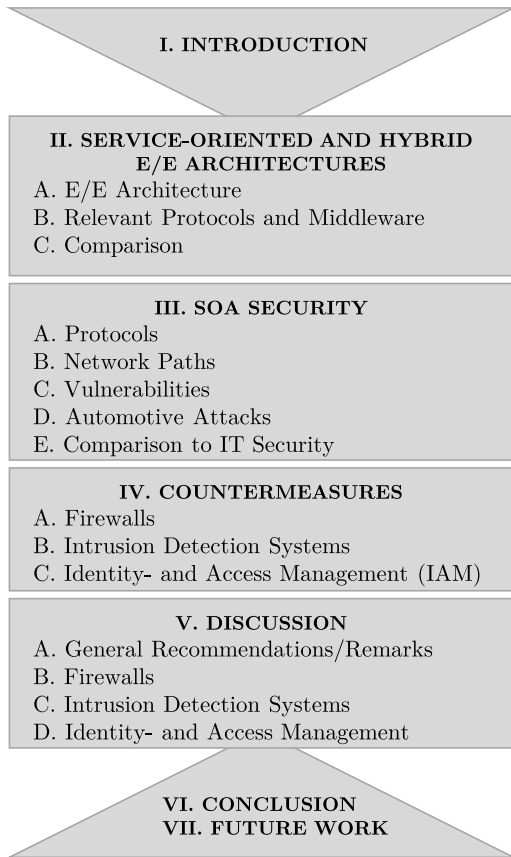 I. INTRODUCTION
II. SERVICE-ORIENTED AND HYBRID
E/E ARCHITECTURES
A. E/E Architecture
B. Relevant Protocols and Middleware
C. Comparison
III. SOA SECURITY
A. Protocols
B. Network Paths
C. Vulnerabilities
D. Automotive Attacks
E. Comparison to IT Security
IV. COUNTERMEASURES
A. Firewalls
B. Intrusion Detection Systems
C. Identity- and Access Management (IAM)
V. DISCUSSION
A. General Recommendations/Remarks
B. Firewalls
C. Intrusion Detection Systems
D. Identity- and Access Management
VI. CONCLUSION
VII. FUTURE WORK